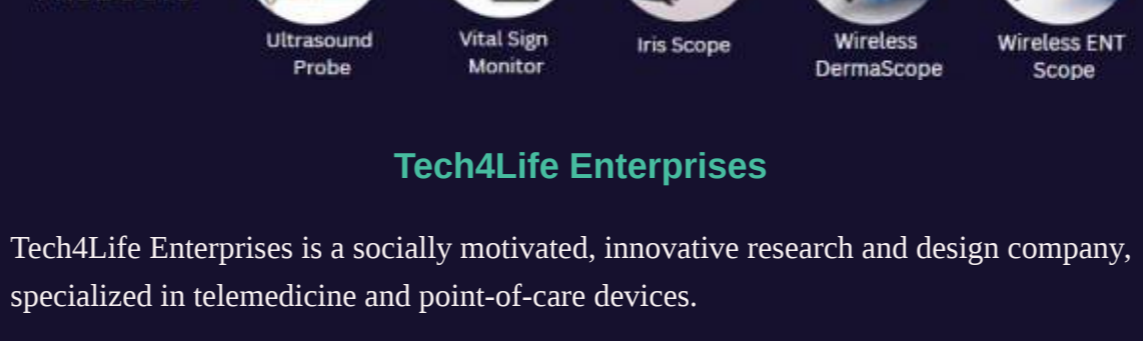 Ultrasound
Probe
Vital Sign
Monitor
Iris Scope
Wireless
DermaScope
Wireless ENT
Scope
Tech4Life Enterprises
Tech4Life Enterprises is a socially motivated, innovative research and design company,
specialized in telemedicine and point-of-care devices.